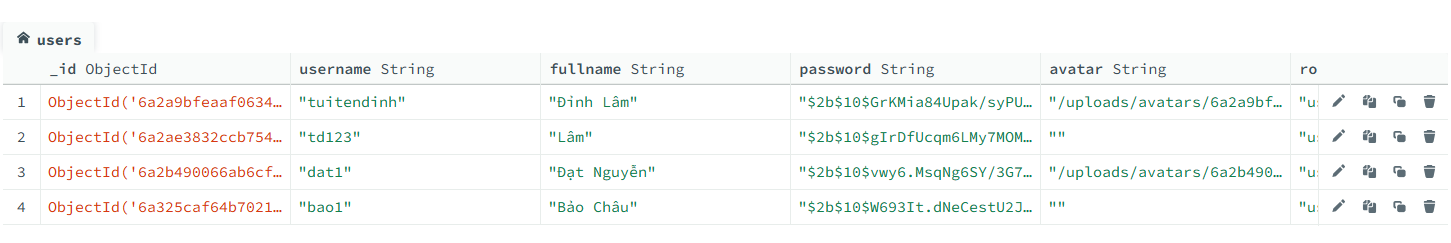 users
_id ObjectId username String fullname String password String avatar String ro
1 ObjectId('6a2a9bfeaaf0634… "tuitendinh" "Đinh Lâm" "$2b$10$GrKMia84Upak/syPU… "/uploads/avatars/6a2a9bf… "u
2 ObjectId('6a2ae3832ccb754… "td123" "Lâm" "$2b$10$gIrDfUcqm6LMy7MOM… "" "u
3 ObjectId('6a2b490066ab6cf… "dat1" "Đạt Nguyễn" "$2b$10$vwy6.MsqNg6SY/3G7… "/uploads/avatars/6a2b490… "u
4 ObjectId('6a325caf64b7021… "bao1" "Bảo Châu" "$2b$10$W693It.dNeCestU2J… "" "u